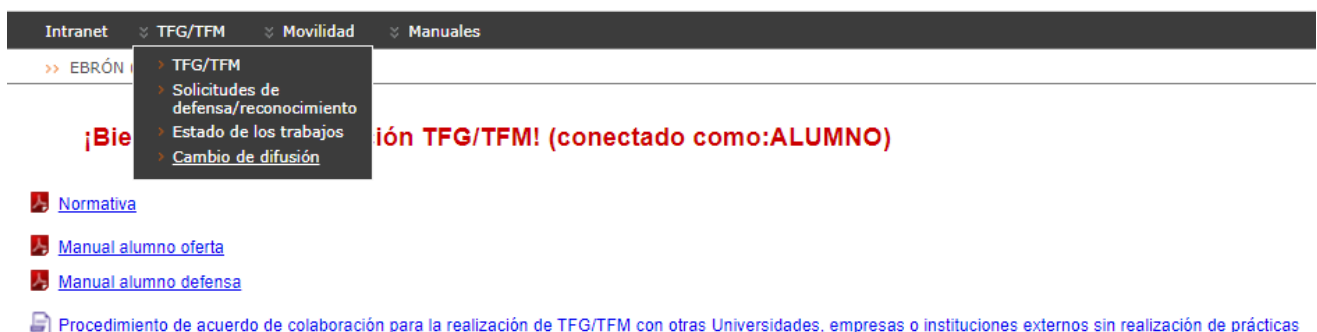 Intranet TFG/TFM Movilidad Manuales
>> EBRÓN
TFG/TFM
Solicitudes de
defensa/reconocimiento
Estado de los trabajos
Cambio de difusión
¡Bie ión TFG/TFM! (conectado como:ALUMNO)
Normativa
Manual alumno oferta
Manual alumno defensa
Procedimiento de acuerdo de colaboración para la realización de TFG/TFM con otras Universidades, empresas o instituciones externos sin realización de prácticas